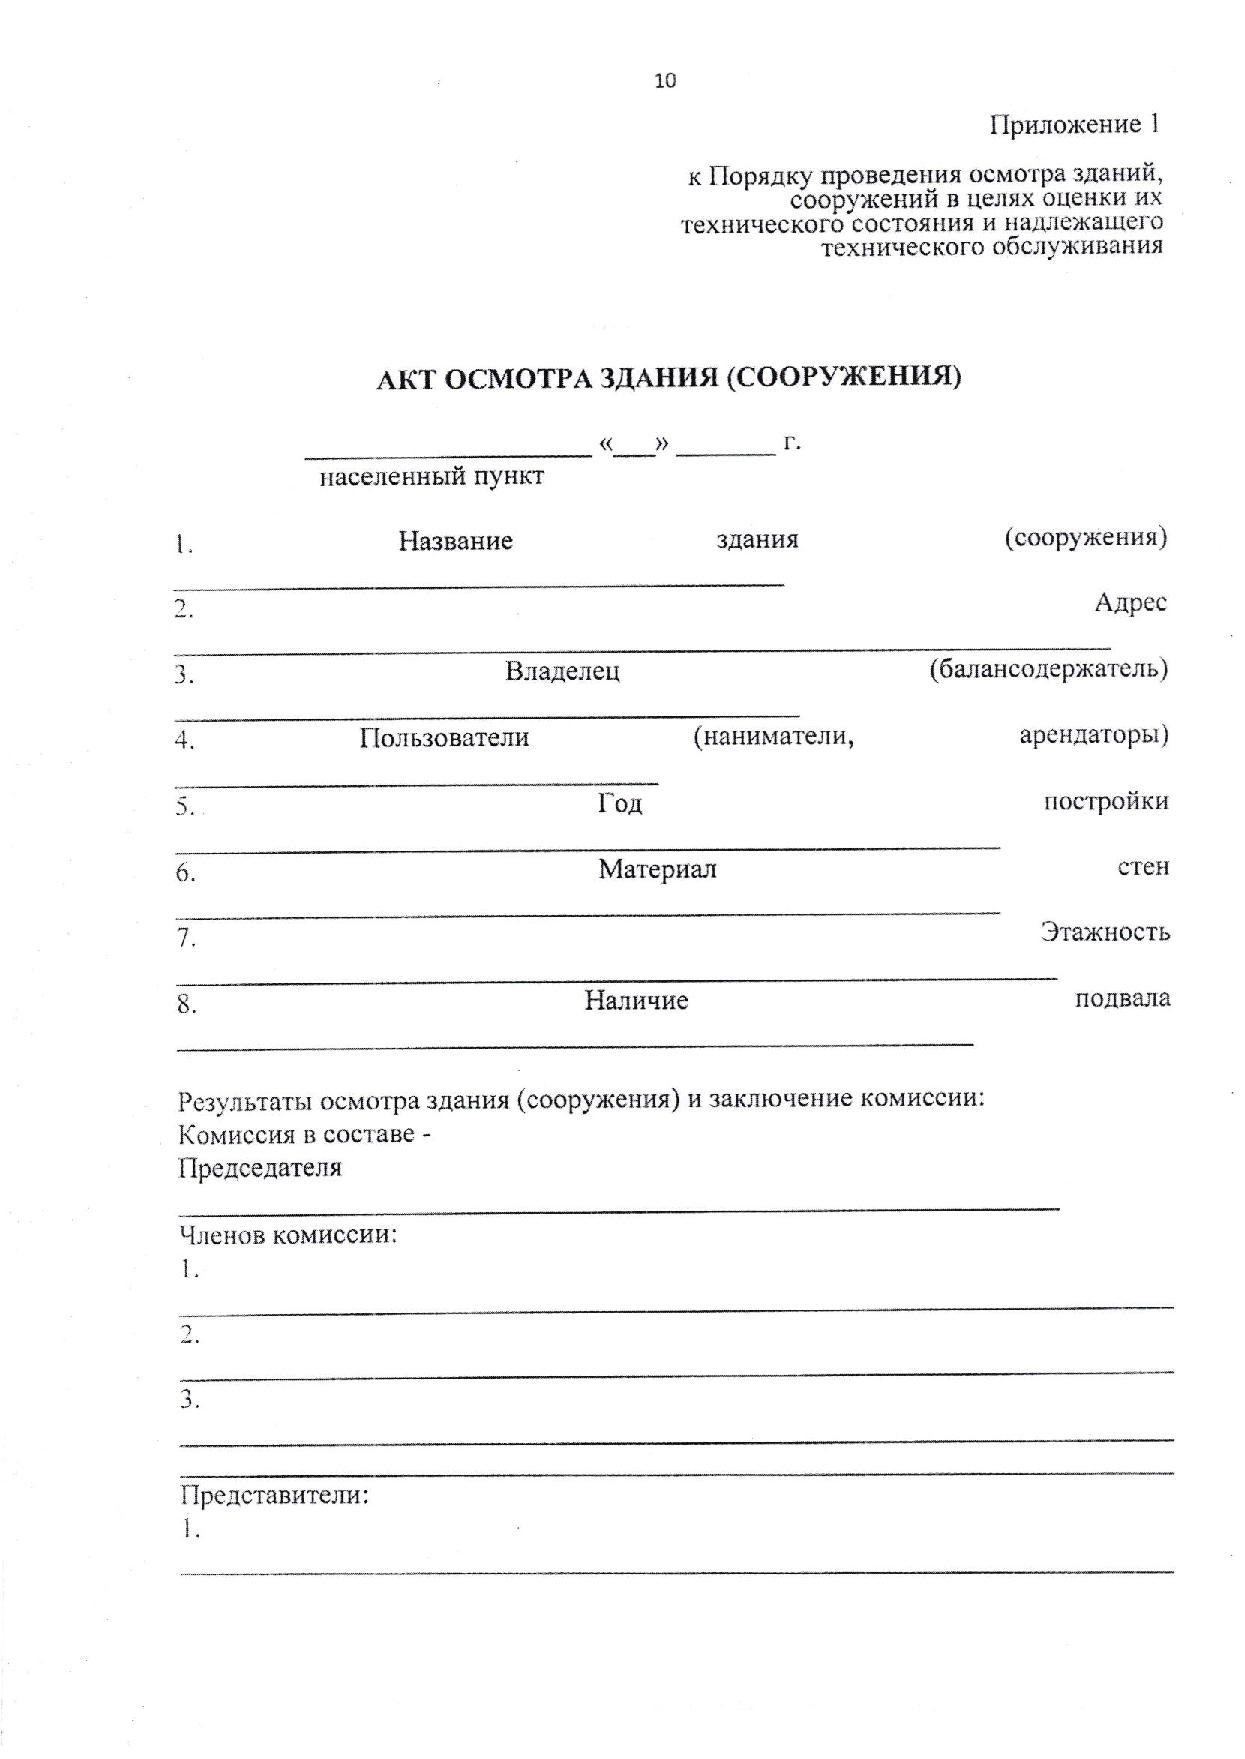 10
Приложение 1
к Порядку проведения осмотра зданий,
сооружений в целях оценки их
технического состояния и надлежащего
технического обслуживания
АКТ ОСМОТРА ЗДАНИЯ (СООРУЖЕНИЯ)
____________________ «___» _______ г.
населенный пункт
1. Название здания (сооружения)
2. Адрес
3. Владелец (балансодержатель)
4. Пользователи (наниматели, арендаторы)
5. Год постройки
6. Материал стен
7. Этажность
8. Наличие подвала
Результаты осмотра здания (сооружения) и заключение комиссии:
Комиссия в составе -
Председателя
Членов комиссии:
1.
2.
3.
Представители:
1.